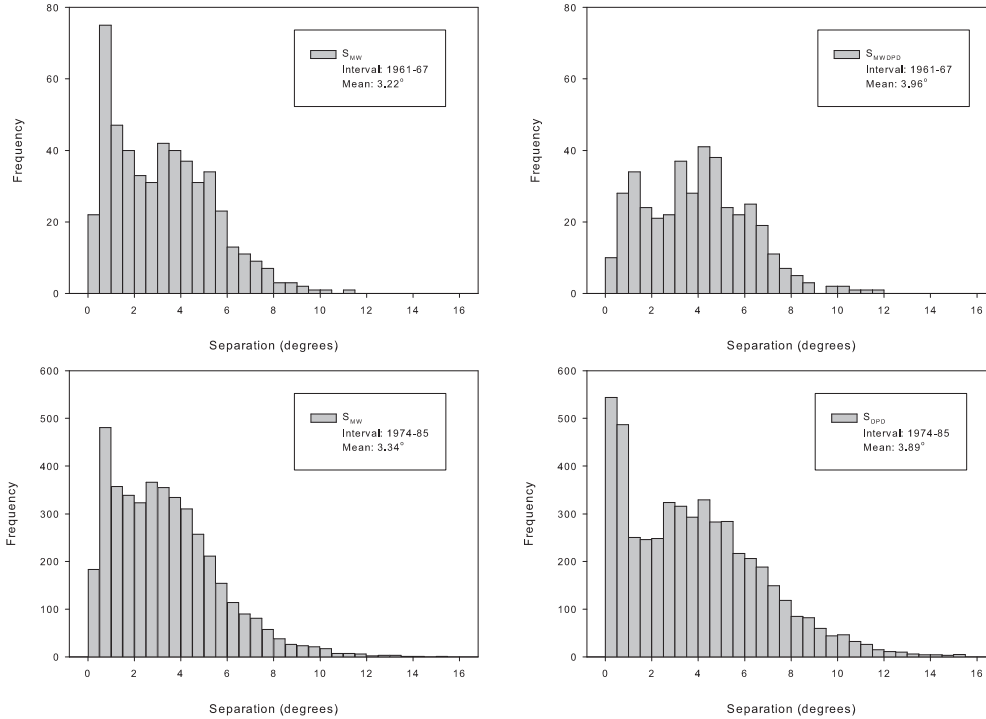 80
60
40
20
0
Frequency
0 2 4 6 8 10 12 14 16
Separation (degrees)
S_MW
Interval: 1961-67
Mean: 3.22°
80
60
40
20
0
Frequency
0 2 4 6 8 10 12 14 16
Separation (degrees)
S_MWDPD
Interval: 1961-67
Mean: 3.96°
600
500
400
300
200
100
0
Frequency
0 2 4 6 8 10 12 14 16
Separation (degrees)
S_MW
Interval: 1974-85
Mean: 3.34°
600
500
400
300
200
100
0
Frequency
0 2 4 6 8 10 12 14 16
Separation (degrees)
S_DPD
Interval: 1974-85
Mean: 3.89°